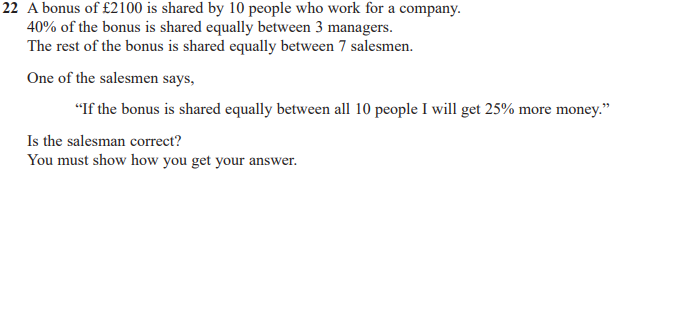 22 A bonus of £2100 is shared by 10 people who work for a company.
40% of the bonus is shared equally between 3 managers.
The rest of the bonus is shared equally between 7 salesmen.
One of the salesmen says,
“If the bonus is shared equally between all 10 people I will get 25% more money.”
Is the salesman correct?
You must show how you get your answer.